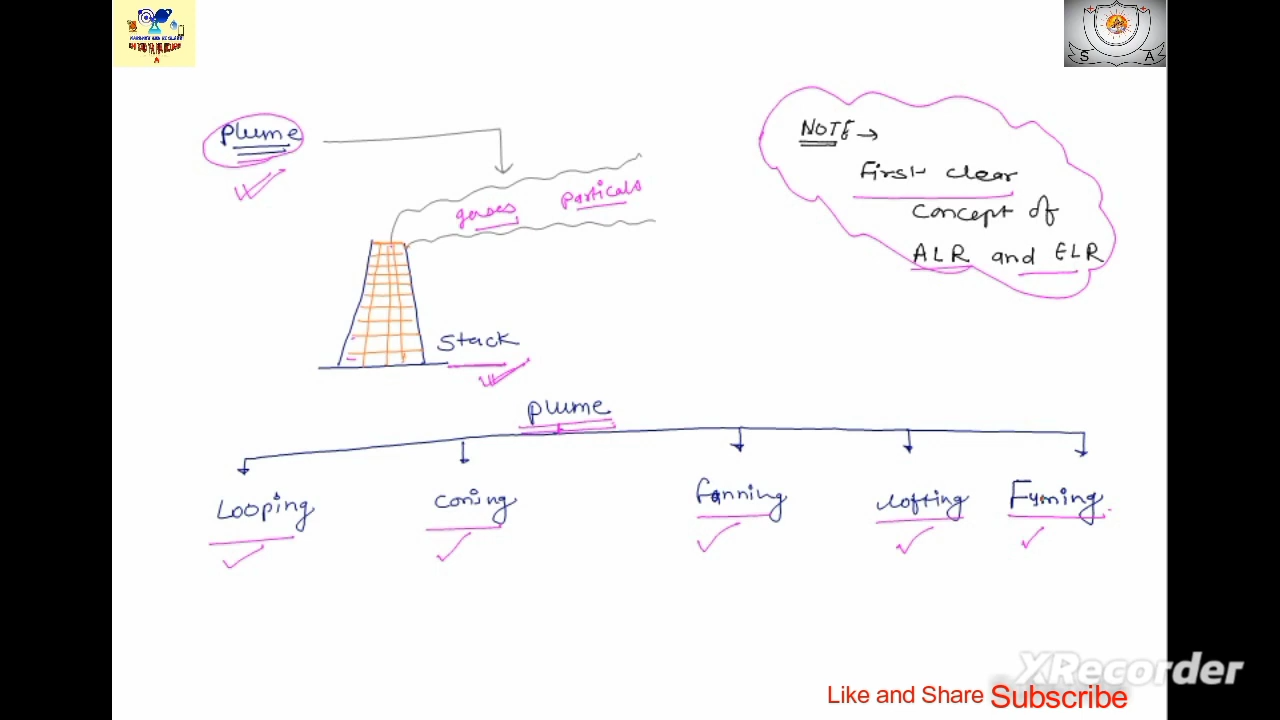 Plume
gases particals
Stack
NOTE →
First clear
concept of
ALR and ELR
plume
Looping coning fanning lofting Fuming
S A
XRecorder
Like and Share Subscribe